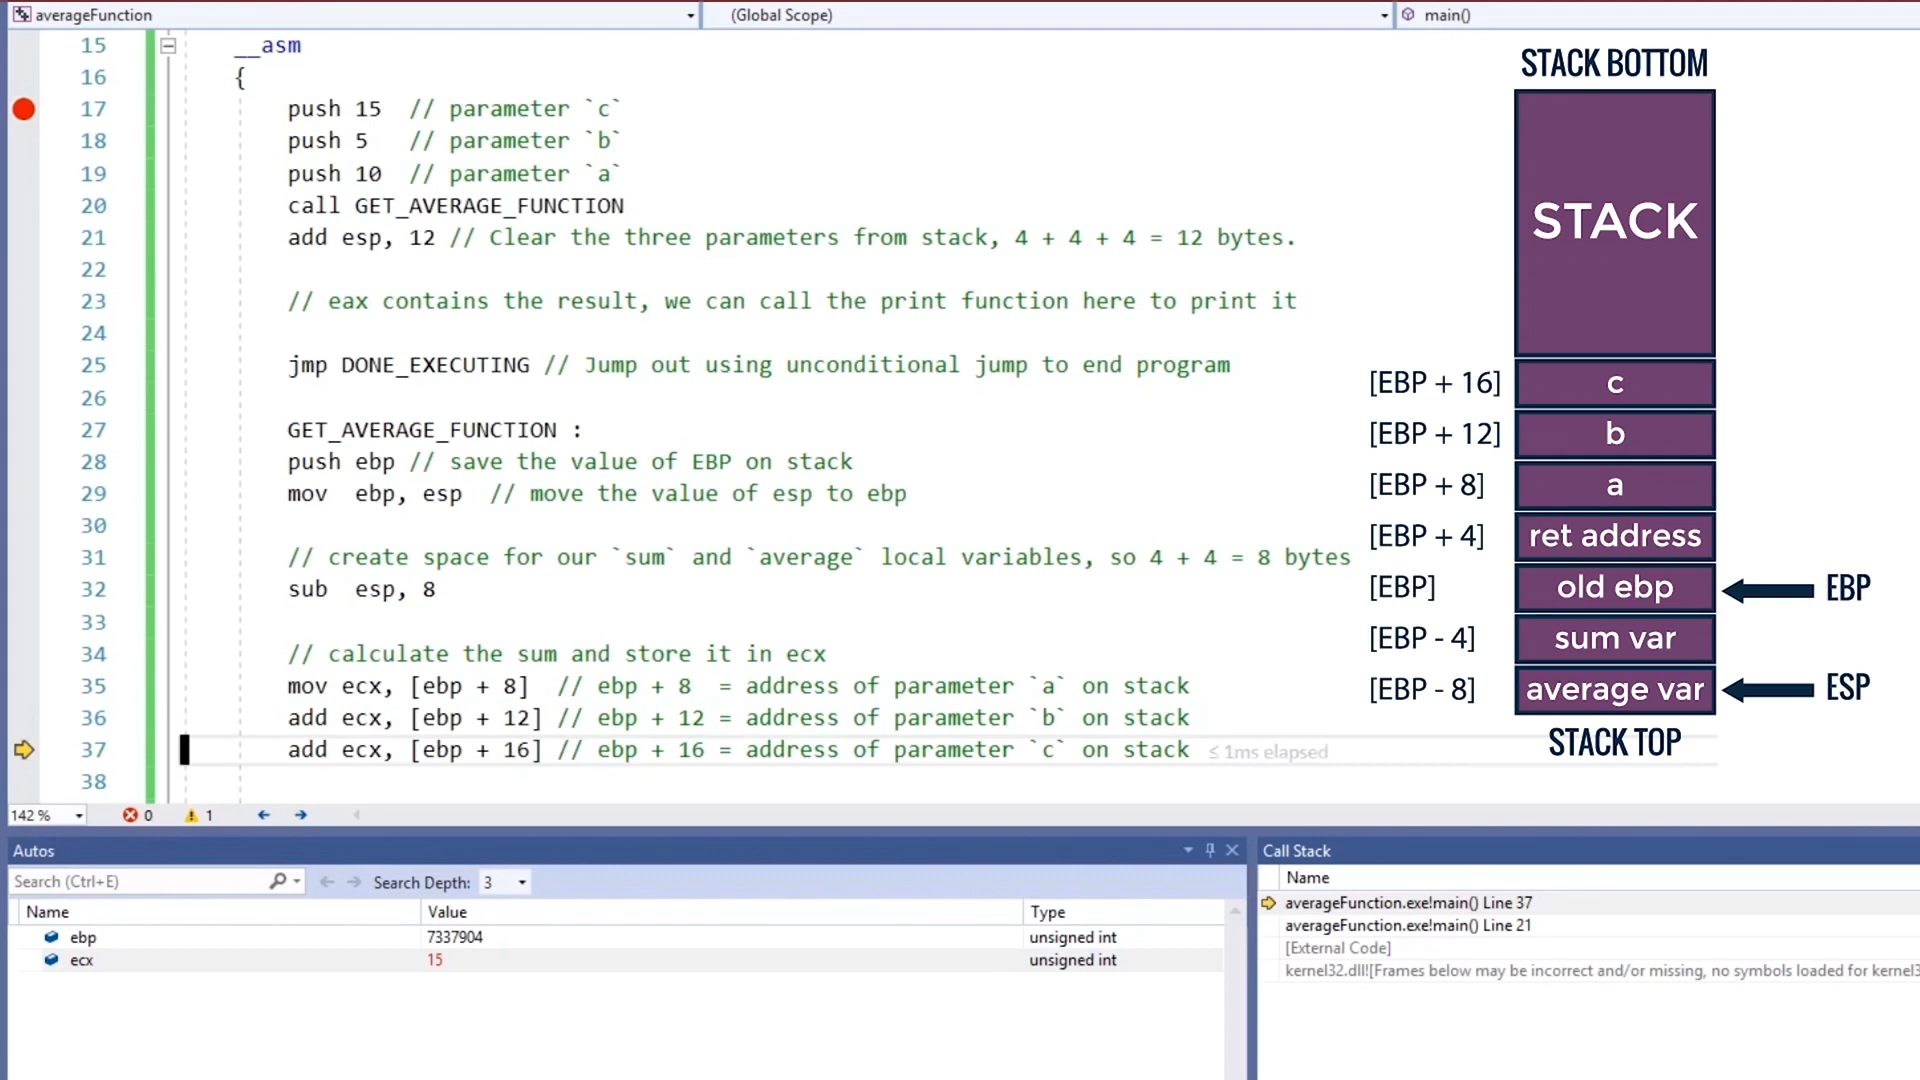 averageFunction
(Global Scope)
main()
15 __asm
16 {
17 push 15 // parameter `c`
18 push 5 // parameter `b`
19 push 10 // parameter `a`
20 call GET_AVERAGE_FUNCTION
21 add esp, 12 // Clear the three parameters from stack, 4 + 4 + 4 = 12 bytes.
22
23 // eax contains the result, we can call the print function here to print it
24
25 jmp DONE_EXECUTING // Jump out using unconditional jump to end program
26
27 GET_AVERAGE_FUNCTION :
28 push ebp // save the value of EBP on stack
29 mov ebp, esp // move the value of esp to ebp
30
31 // create space for our `sum` and `average` local variables, so 4 + 4 = 8 bytes
32 sub esp, 8
33
34 // calculate the sum and store it in ecx
35 mov ecx, [ebp + 8] // ebp + 8 = address of parameter `a` on stack
36 add ecx, [ebp + 12] // ebp + 12 = address of parameter `b` on stack
37 add ecx, [ebp + 16] // ebp + 16 = address of parameter `c` on stack ≤ 1ms elapsed
38
STACK BOTTOM
STACK
[EBP + 16] c
[EBP + 12] b
[EBP + 8] a
[EBP + 4] ret address
[EBP] old ebp EBP
[EBP - 4] sum var
[EBP - 8] average var ESP
STACK TOP
142 % 0 1
Autos
Search (Ctrl+E) Search Depth: 3
Name Value Type
ebp 7337904 unsigned int
ecx 15 unsigned int
Call Stack
Name
averageFunction.exe!main() Line 37
averageFunction.exe!main() Line 21
[External Code]
kernel32.dll![Frames below may be incorrect and/or missing, no symbols loaded for kernel3